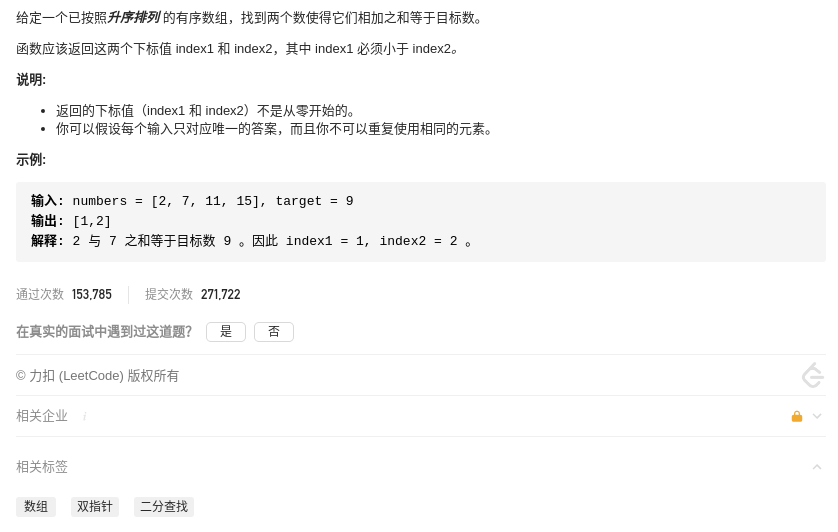 给定一个已按照升序排列 的有序数组，找到两个数使得它们相加之和等于目标数。
函数应该返回这两个下标值 index1 和 index2，其中 index1 必须小于 index2。
说明:
返回的下标值（index1 和 index2）不是从零开始的。
你可以假设每个输入只对应唯一的答案，而且你不可以重复使用相同的元素。
示例:
输入: numbers = [2, 7, 11, 15], target = 9
输出: [1,2]
解释: 2 与 7 之和等于目标数 9 。因此 index1 = 1, index2 = 2 。
通过次数 153,785 提交次数 271,722
在真实的面试中遇到过这道题? 是 否
© 力扣 (LeetCode) 版权所有
相关企业 i
相关标签
数组 双指针 二分查找